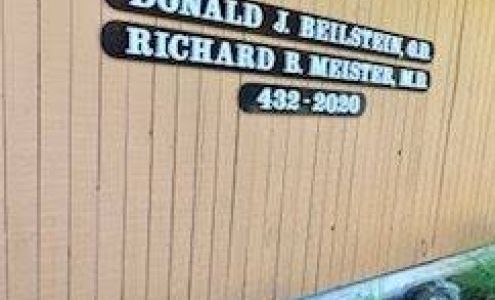 DONALD J. BEILSTEIN, O.D.
RICHARD B. MEISTER, M.D.
432-2020